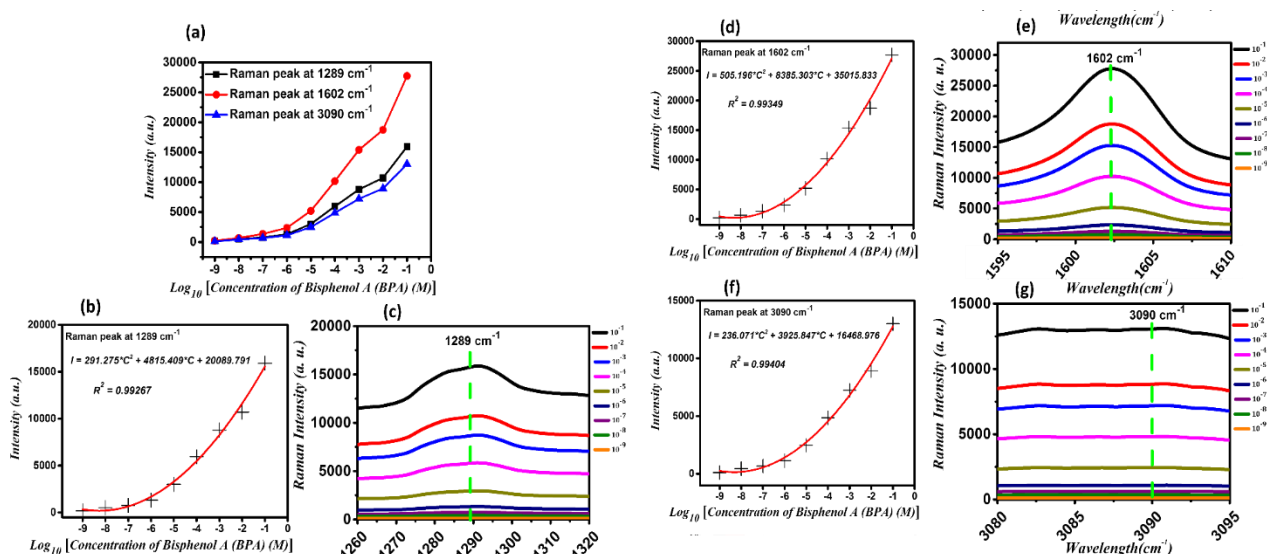 (a)
Raman peak at 1289 cm⁻¹
Raman peak at 1602 cm⁻¹
Raman peak at 3090 cm⁻¹
Intensity (a.u.)
30000
25000
20000
15000
10000
5000
0
-9 -8 -7 -6 -5 -4 -3 -2 -1 0
Log₁₀ [Concentration of Bisphenol A (BPA) (M)]
(b)
Raman peak at 1289 cm⁻¹
I = 291.275*C² + 4815.409*C + 20089.791
R² = 0.99267
Intensity (a.u.)
20000
15000
10000
5000
0
-9 -8 -7 -6 -5 -4 -3 -2 -1 0
Log₁₀ [Concentration of Bisphenol A (BPA) (M)]
(c)
1289 cm⁻¹
Raman Intensity (a. u.)
20000
17500
15000
12500
10000
7500
5000
2500
0
1260 1270 1280 1290 1300 1310 1320
10⁻¹
10⁻²
10⁻³
10⁻⁴
10⁻⁵
10⁻⁶
10⁻⁷
10⁻⁸
10⁻⁹
(d)
Raman peak at 1602 cm⁻¹
I = 505.196*C² + 8385.303*C + 35015.833
R² = 0.99349
Intensity (a.u.)
30000
25000
20000
15000
10000
5000
0
-9 -8 -7 -6 -5 -4 -3 -2 -1 0
Log₁₀ [Concentration of Bisphenol A (BPA) (M)]
Wavelength(cm⁻¹)
(e)
1602 cm⁻¹
Raman Intensity (a. u.)
30000
25000
20000
15000
10000
5000
0
1595 1600 1605 1610
Wavelength(cm⁻¹)
10⁻¹
10⁻²
10⁻³
10⁻⁴
10⁻⁵
10⁻⁶
10⁻⁷
10⁻⁸
10⁻⁹
(f)
Raman peak at 3090 cm⁻¹
I = 236.071*C² + 3925.847*C + 16468.976
R² = 0.99404
Intensity (a.u.)
15000
10000
5000
0
-9 -8 -7 -6 -5 -4 -3 -2 -1 0
Log₁₀ [Concentration of Bisphenol A (BPA) (M)]
(g)
3090 cm⁻¹
Raman Intensity (a. u.)
15000
12500
10000
7500
5000
2500
0
3080 3085 3090 3095
Wavelength(cm⁻¹)
10⁻¹
10⁻²
10⁻³
10⁻⁴
10⁻⁵
10⁻⁶
10⁻⁷
10⁻⁸
10⁻⁹